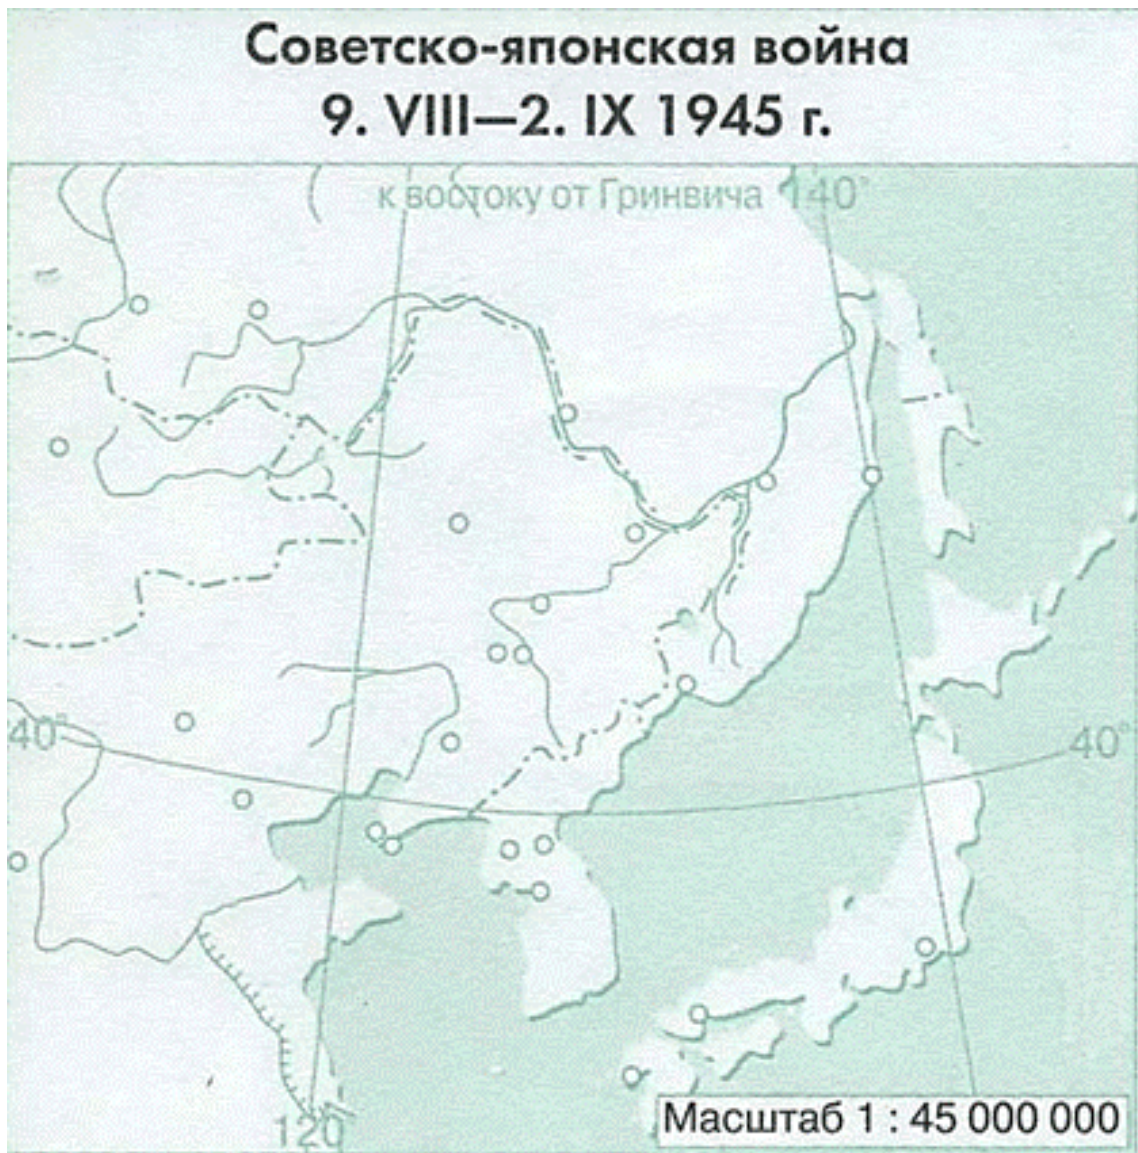 Советско-японская война
9. VIII—2. IX 1945 г.
к востоку от Гринвича 140°
40°
40°
120°
Масштаб 1 : 45 000 000